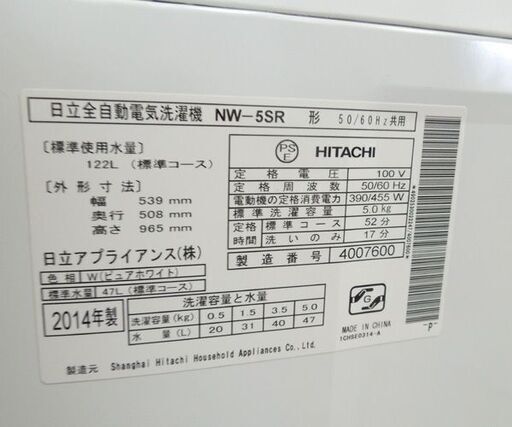 日立全自動電気洗濯機 NW-5SR 形 50/60Hz共用
[標準使用水量]
122L (標準コース)
[外形寸法]
幅 539 mm
奥行 508 mm
高さ 965 mm
日立アプライアンス(株)
色相 W(ピュアホワイト)
標準水量 47L(標準コース)
PS E HITACHI
定格電圧 100 V
定格周波数 50/60 Hz
電動機の定格消費電力 390/455 W
標準洗濯容量 5.0kg
定格時間 標準コース 52分
洗いのみ 17分
製造番号 4007600
2014年製
洗濯容量と水量
洗濯容量(kg) 0.5 1.5 3.5 5.0
水量(L) 20 31 40 47
G
MADE IN CHINA
1CHSE0314-A
-P-
製造元 Shanghai Hitachi Household Appliances Co., Ltd.